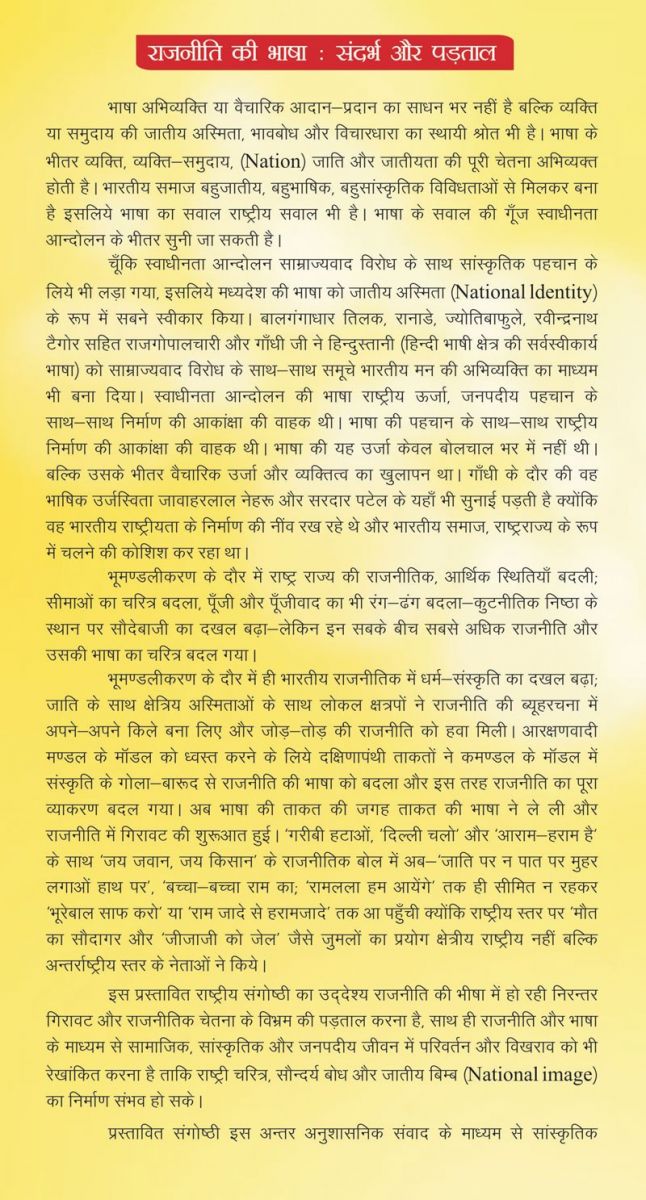 राजनीति की भाषा : संदर्भ और पड़ताल
भाषा अभिव्यक्ति या वैचारिक आदान–प्रदान का साधन भर नहीं है बल्कि व्यक्ति
या समुदाय की जातीय अस्मिता, भावबोध और विचारधारा का स्थायी श्रोत भी है। भाषा के
भीतर व्यक्ति, व्यक्ति–समुदाय, (Nation) जाति और जातीयता की पूरी चेतना अभिव्यक्त
होती है। भारतीय समाज बहुजातीय, बहुभाषिक, बहुसांस्कृतिक विविधताओं से मिलकर बना
है इसलिये भाषा का सवाल राष्ट्रीय सवाल भी है। भाषा के सवाल की गूँज स्वाधीनता
आन्दोलन के भीतर सुनी जा सकती है।
चूँकि स्वाधीनता आन्दोलन साम्राज्यवाद विरोध के साथ सांस्कृतिक पहचान के
लिये भी लड़ा गया, इसलिये मध्यदेश की भाषा को जातीय अस्मिता (National ldentity)
के रूप में सबने स्वीकार किया। बालगंगाधार तिलक, रानाडे, ज्योतिबाफुले, रवीन्द्रनाथ
टैगोर सहित राजगोपालचारी और गाँधी जी ने हिन्दुस्तानी (हिन्दी भाषी क्षेत्र की सर्वस्वीकार्य
भाषा) को साम्राज्यवाद विरोध के साथ–साथ समूचे भारतीय मन की अभिव्यक्ति का माध्यम
भी बना दिया। स्वाधीनता आन्दोलन की भाषा राष्ट्रीय ऊर्जा, जनपदीय पहचान के
साथ–साथ निर्माण की आकांक्षा की वाहक थी। भाषा की पहचान के साथ–साथ राष्ट्रीय
निर्माण की आकांक्षा की वाहक थी। भाषा की यह उर्जा केवल बोलचाल भर में नहीं थी।
बल्कि उसके भीतर वैचारिक उर्जा और व्यक्तित्व का खुलापन था। गाँधी के दौर की वह
भाषिक उर्जस्विता जावाहरलाल नेहरू और सरदार पटेल के यहाँ भी सुनाई पड़ती है क्योंकि
वह भारतीय राष्ट्रीयता के निर्माण की नींव रख रहे थे और भारतीय समाज, राष्ट्रराज्य के रूप
में चलने की कोशिश कर रहा था।
भूमण्डलीकरण के दौर में राष्ट्र राज्य की राजनीतिक, आर्थिक स्थितियाँ बदली;
सीमाओं का चरित्र बदला, पूँजी और पूँजीवाद का भी रंग–ढंग बदला–कुटनीतिक निष्ठा के
स्थान पर सौदेबाजी का दखल बढ़ा–लेकिन इन सबके बीच सबसे अधिक राजनीति और
उसकी भाषा का चरित्र बदल गया।
भूमण्डलीकरण के दौर में ही भारतीय राजनीतिक में धर्म–संस्कृति का दखल बढ़ा;
जाति के साथ क्षेत्रिय अस्मिताओं के साथ लोकल क्षत्रपों ने राजनीति की ब्यूहरचना में
अपने–अपने किले बना लिए और जोड़–तोड़ की राजनीति को हवा मिली। आरक्षणवादी
मण्डल के मॉडल को ध्वस्त करने के लिये दक्षिणापंथी ताकतों ने कमण्डल के मॉडल में
संस्कृति के गोला–बारूद से राजनीति की भाषा को बदला और इस तरह राजनीति का पूरा
व्याकरण बदल गया। अब भाषा की ताकत की जगह ताकत की भाषा ने ले ली और
राजनीति में गिरावट की शुरूआत हुई। 'गरीबी हटाओं, 'दिल्ली चलो' और 'आराम–हराम है'
के साथ 'जय जवान, जय किसान' के राजनीतिक बोल में अब–'जाति पर न पात पर मुहर
लगाओं हाथ पर', 'बच्चा–बच्चा राम का; 'रामलला हम आयेंगे' तक ही सीमित न रहकर
'भूरेबाल साफ करो' या 'राम जादे से हरामजादे' तक आ पहुँची क्योंकि राष्ट्रीय स्तर पर 'मौत
का सौदागर और 'जीजाजी को जेल' जैसे जुमलों का प्रयोग क्षेत्रीय राष्ट्रीय नहीं बल्कि
अन्तर्राष्ट्रीय स्तर के नेताओं ने किये।
इस प्रस्तावित राष्ट्रीय संगोष्ठी का उद्देश्य राजनीति की भीषा में हो रही निरन्तर
गिरावट और राजनीतिक चेतना के विभ्रम की पड़ताल करना है, साथ ही राजनीति और भाषा
के माध्यम से सामाजिक, सांस्कृतिक और जनपदीय जीवन में परिवर्तन और विखराव को भी
रेखांकित करना है ताकि राष्ट्री चरित्र, सौन्दर्य बोध और जातीय बिम्ब (National image)
का निर्माण संभव हो सके।
प्रस्तावित संगोष्ठी इस अन्तर अनुशासनिक संवाद के माध्यम से सांस्कृतिक